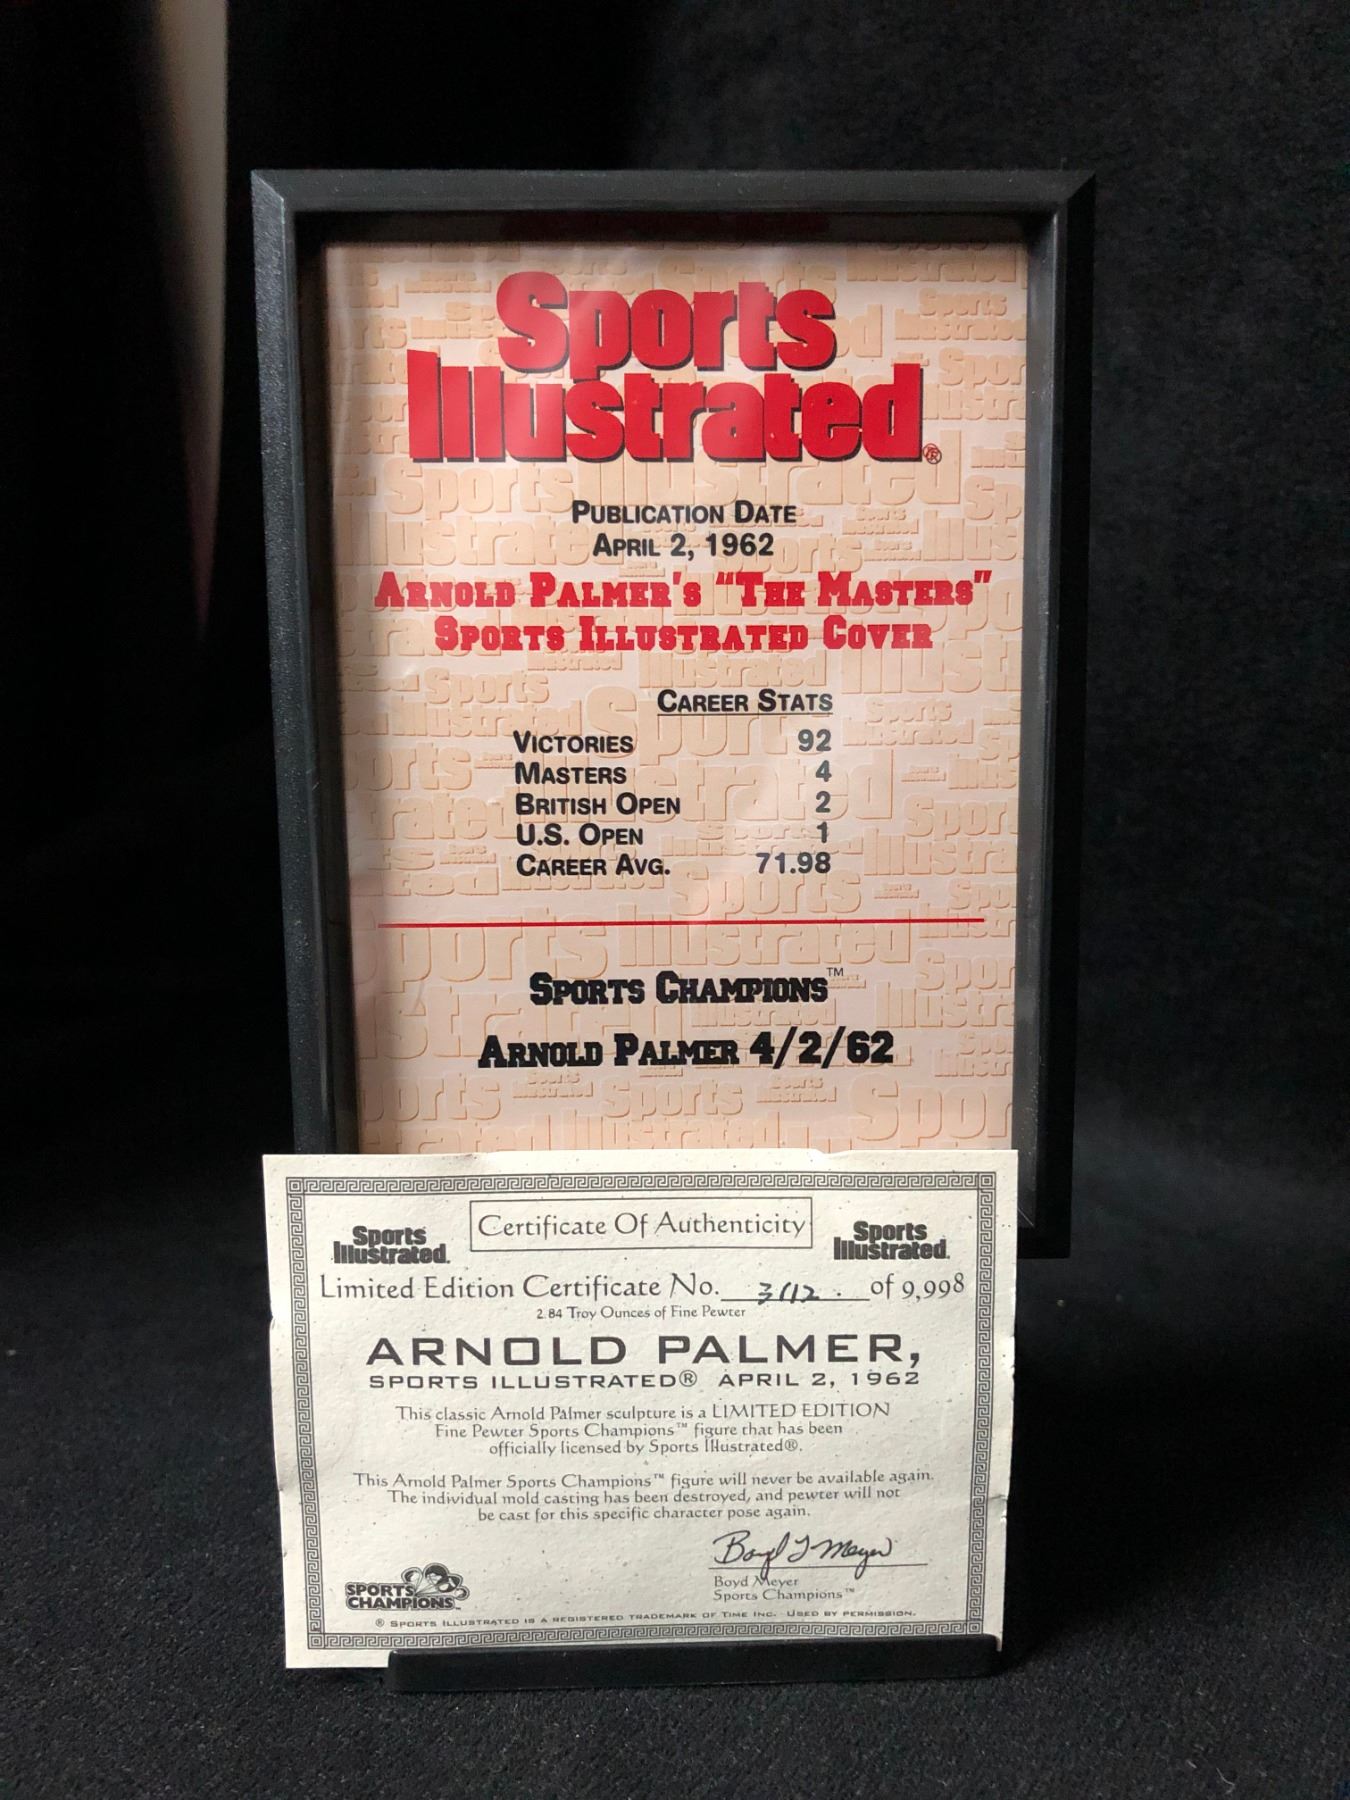 Sports
Illustrated®
PUBLICATION DATE
APRIL 2, 1962
ARNOLD PALMER'S "THE MASTERS"
SPORTS ILLUSTRATED COVER
CAREER STATS
VICTORIES 92
MASTERS 4
BRITISH OPEN 2
U.S. OPEN 1
CAREER AVG. 71.98
SPORTS CHAMPIONS™
ARNOLD PALMER 4/2/62
Certificate Of Authenticity
Sports
Illustrated.
Sports
Illustrated.
Limited Edition Certificate No. 3112. of 9,998
2.84 Troy Ounces of Fine Pewter
ARNOLD PALMER,
SPORTS ILLUSTRATED® APRIL 2, 1962
This classic Arnold Palmer sculpture is a LIMITED EDITION
Fine Pewter Sports Champions™ figure that has been
officially licensed by Sports Illustrated®.
This Arnold Palmer Sports Champions™ figure will never be available again.
The individual mold casting has been destroyed, and pewter will not
be cast for this specific character pose again.
Boyd J Meyer
Boyd Meyer
Sports Champions™
SPORTS
CHAMPIONS™
® SPORTS ILLUSTRATED IS A REGISTERED TRADEMARK OF TIME INC. USED BY PERMISSION.